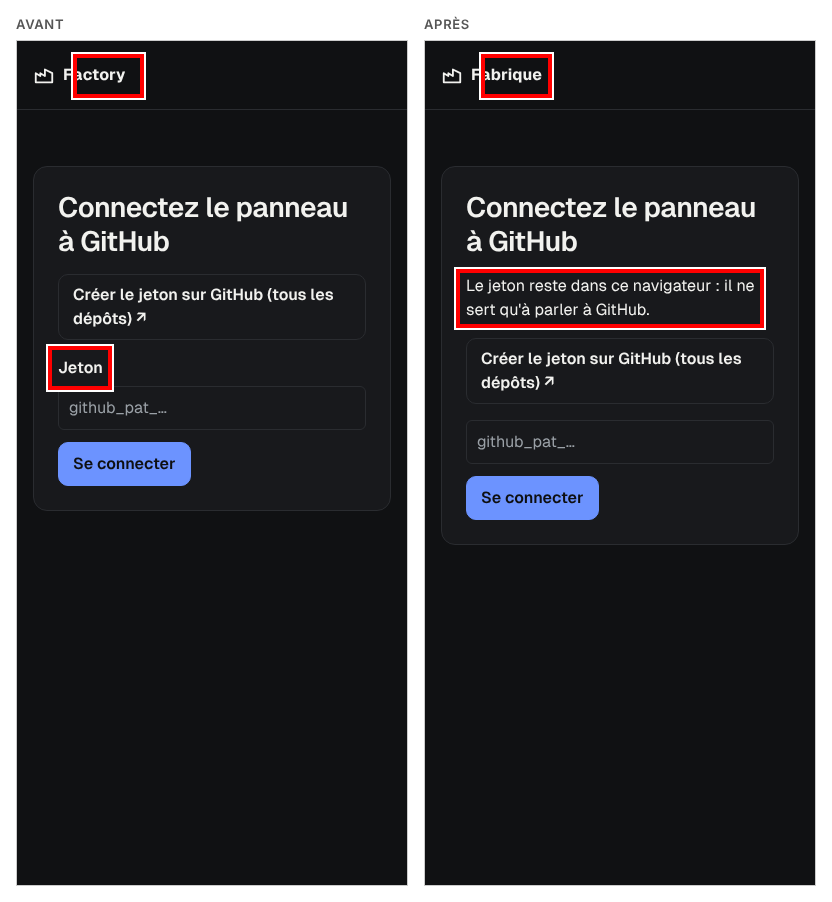 AVANT
Factory
Connectez le panneau
à GitHub
Créer le jeton sur GitHub (tous les
dépôts) ↗
Jeton
github_pat_…
Se connecter
APRÈS
Fabrique
Connectez le panneau
à GitHub
Le jeton reste dans ce navigateur : il ne
sert qu'à parler à GitHub.
Créer le jeton sur GitHub (tous les
dépôts) ↗
github_pat_…
Se connecter